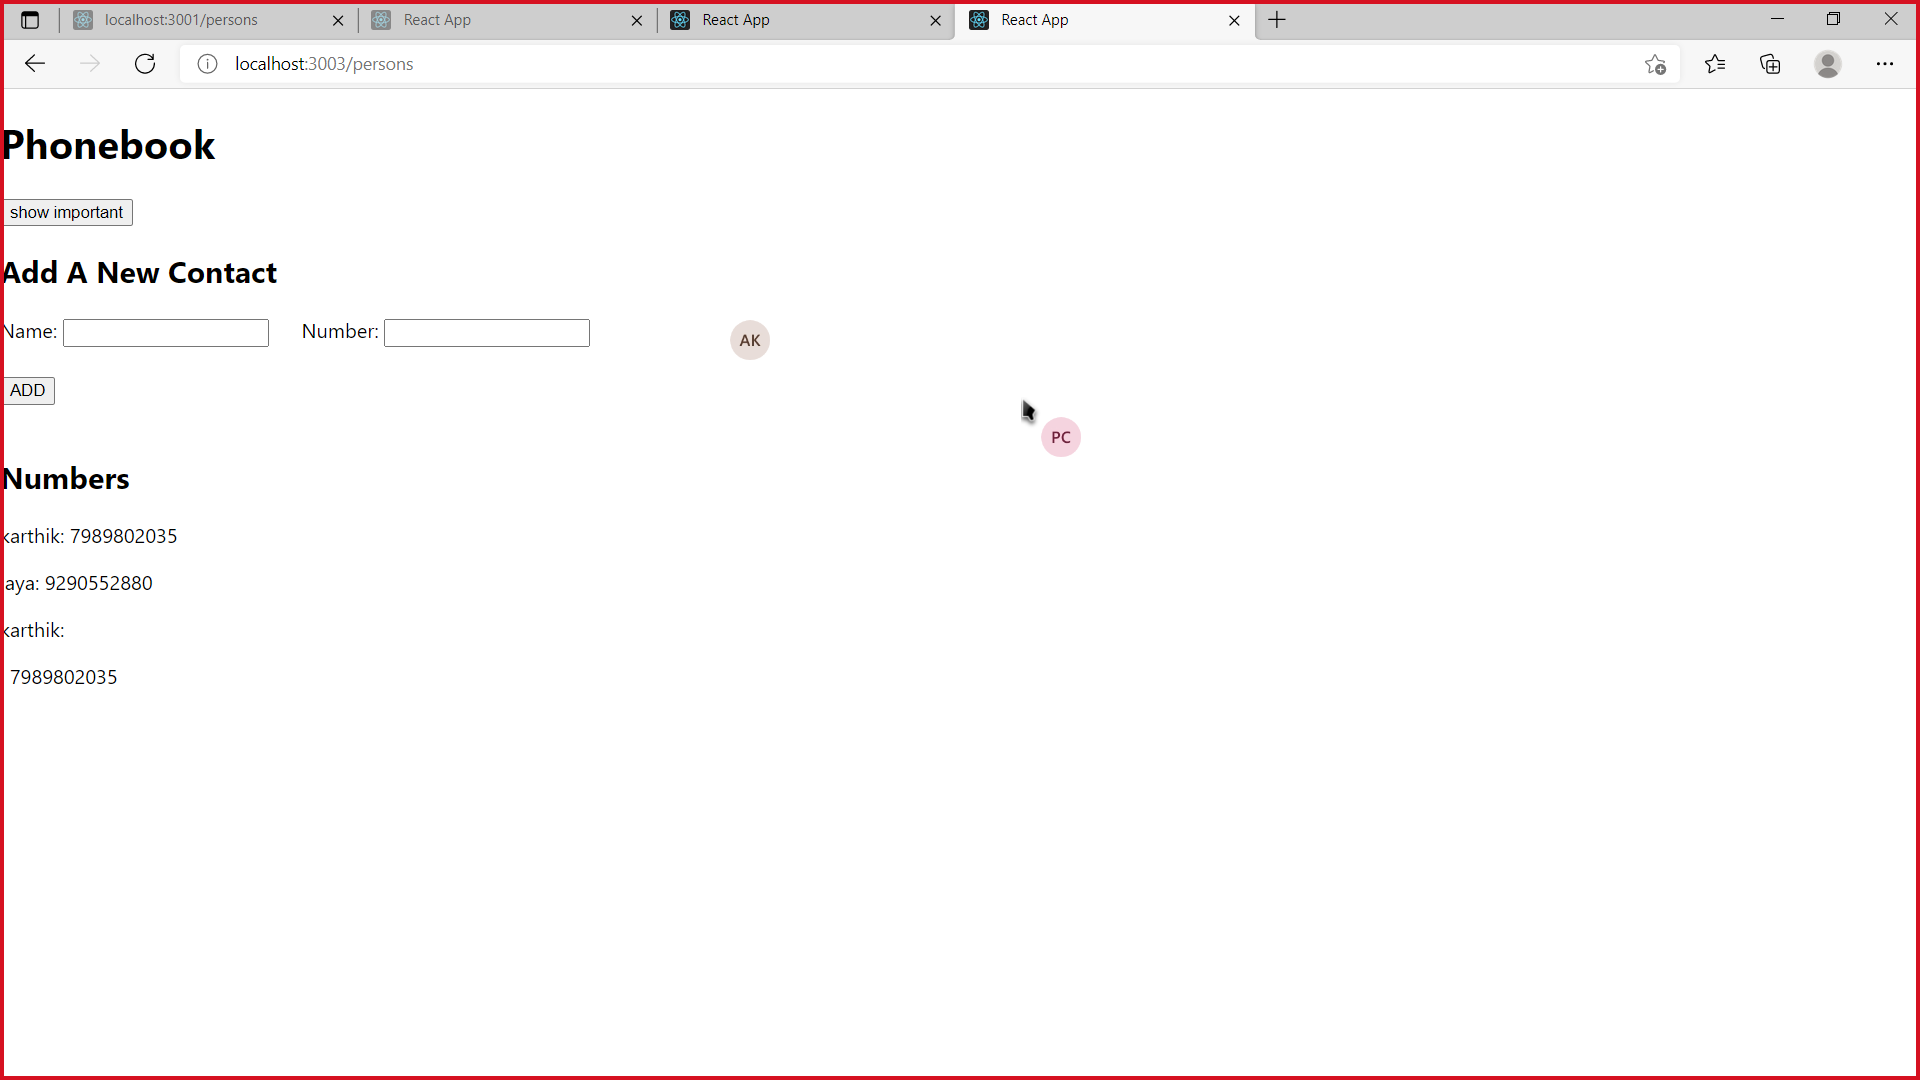 localhost:3001/persons
React App
React App
React App
localhost:3003/persons
Phonebook
show important
Add A New Contact
Name:
Number:
AK
ADD
PC
Numbers
karthik: 7989802035
aya: 9290552880
karthik:
7989802035